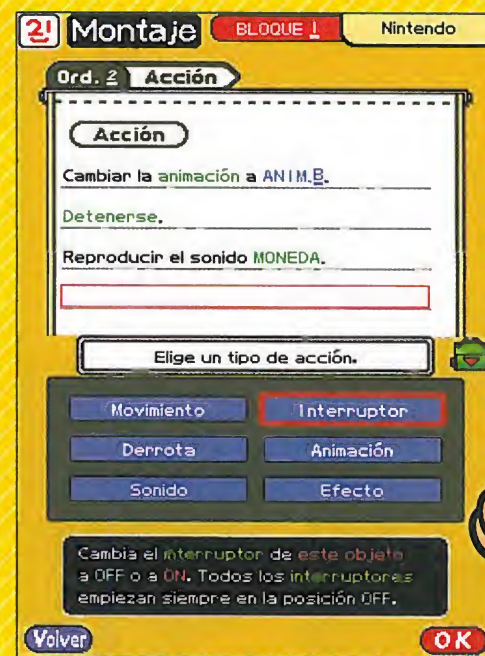 2! Montaje BLOQUE 1 Nintendo
Ord. 2 Acción
Acción
Cambiar la animación a ANIM.B.
Detenerse.
Reproducir el sonido MONEDA.
Elige un tipo de acción.
Movimiento Interruptor
Derrota Animación
Sonido Efecto
Cambia el interruptor de este objeto
a OFF o a ON. Todos los interruptores
empiezan siempre en la posición OFF.
Volver OK